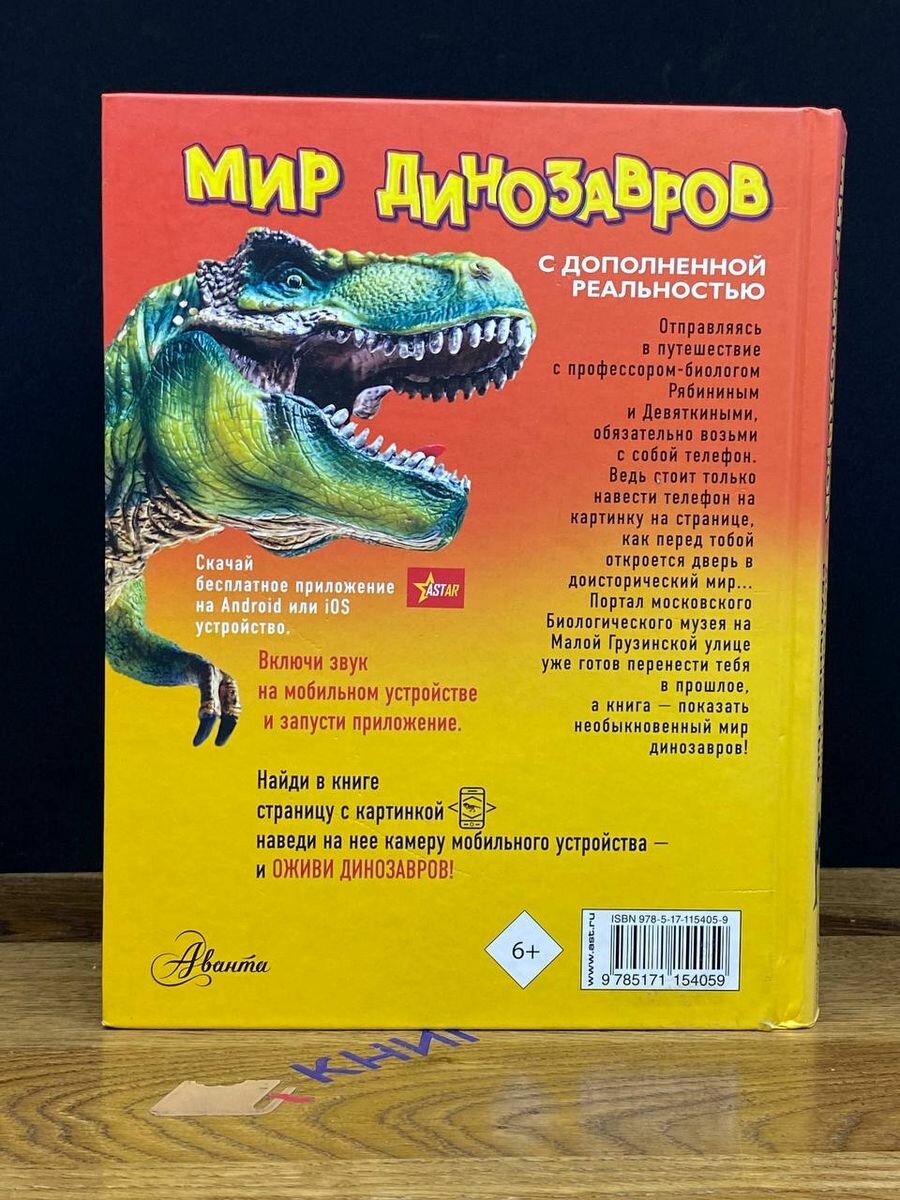 МИР ДИНОЗАВРОВ
С ДОПОЛНЕННОЙ
РЕАЛЬНОСТЬЮ
Отправляясь
в путешествие
с профессором-биологом
Рябининым
и Девяткиными,
обязательно возьми
с собой телефон.
Ведь стоит только
навести телефон на
картинку на странице,
как перед тобой
откроется дверь в
доисторический мир...
Портал московского
Биологического музея на
Малой Грузинской улице
уже готов перенести тебя
в прошлое,
а книга — показать
необыкновенный мир
динозавров!
Скачай
бесплатное приложение
на Android или iOS
устройство.
ASTAR
Включи звук
на мобильном устройстве
и запусти приложение.
Найди в книге
страницу с картинкой
наведи на нее камеру мобильного устройства —
и ОЖИВИ ДИНОЗАВРОВ!
Аванта
6+
www.ast.ru
ISBN 978-5-17-115405-9
9 785171 154059